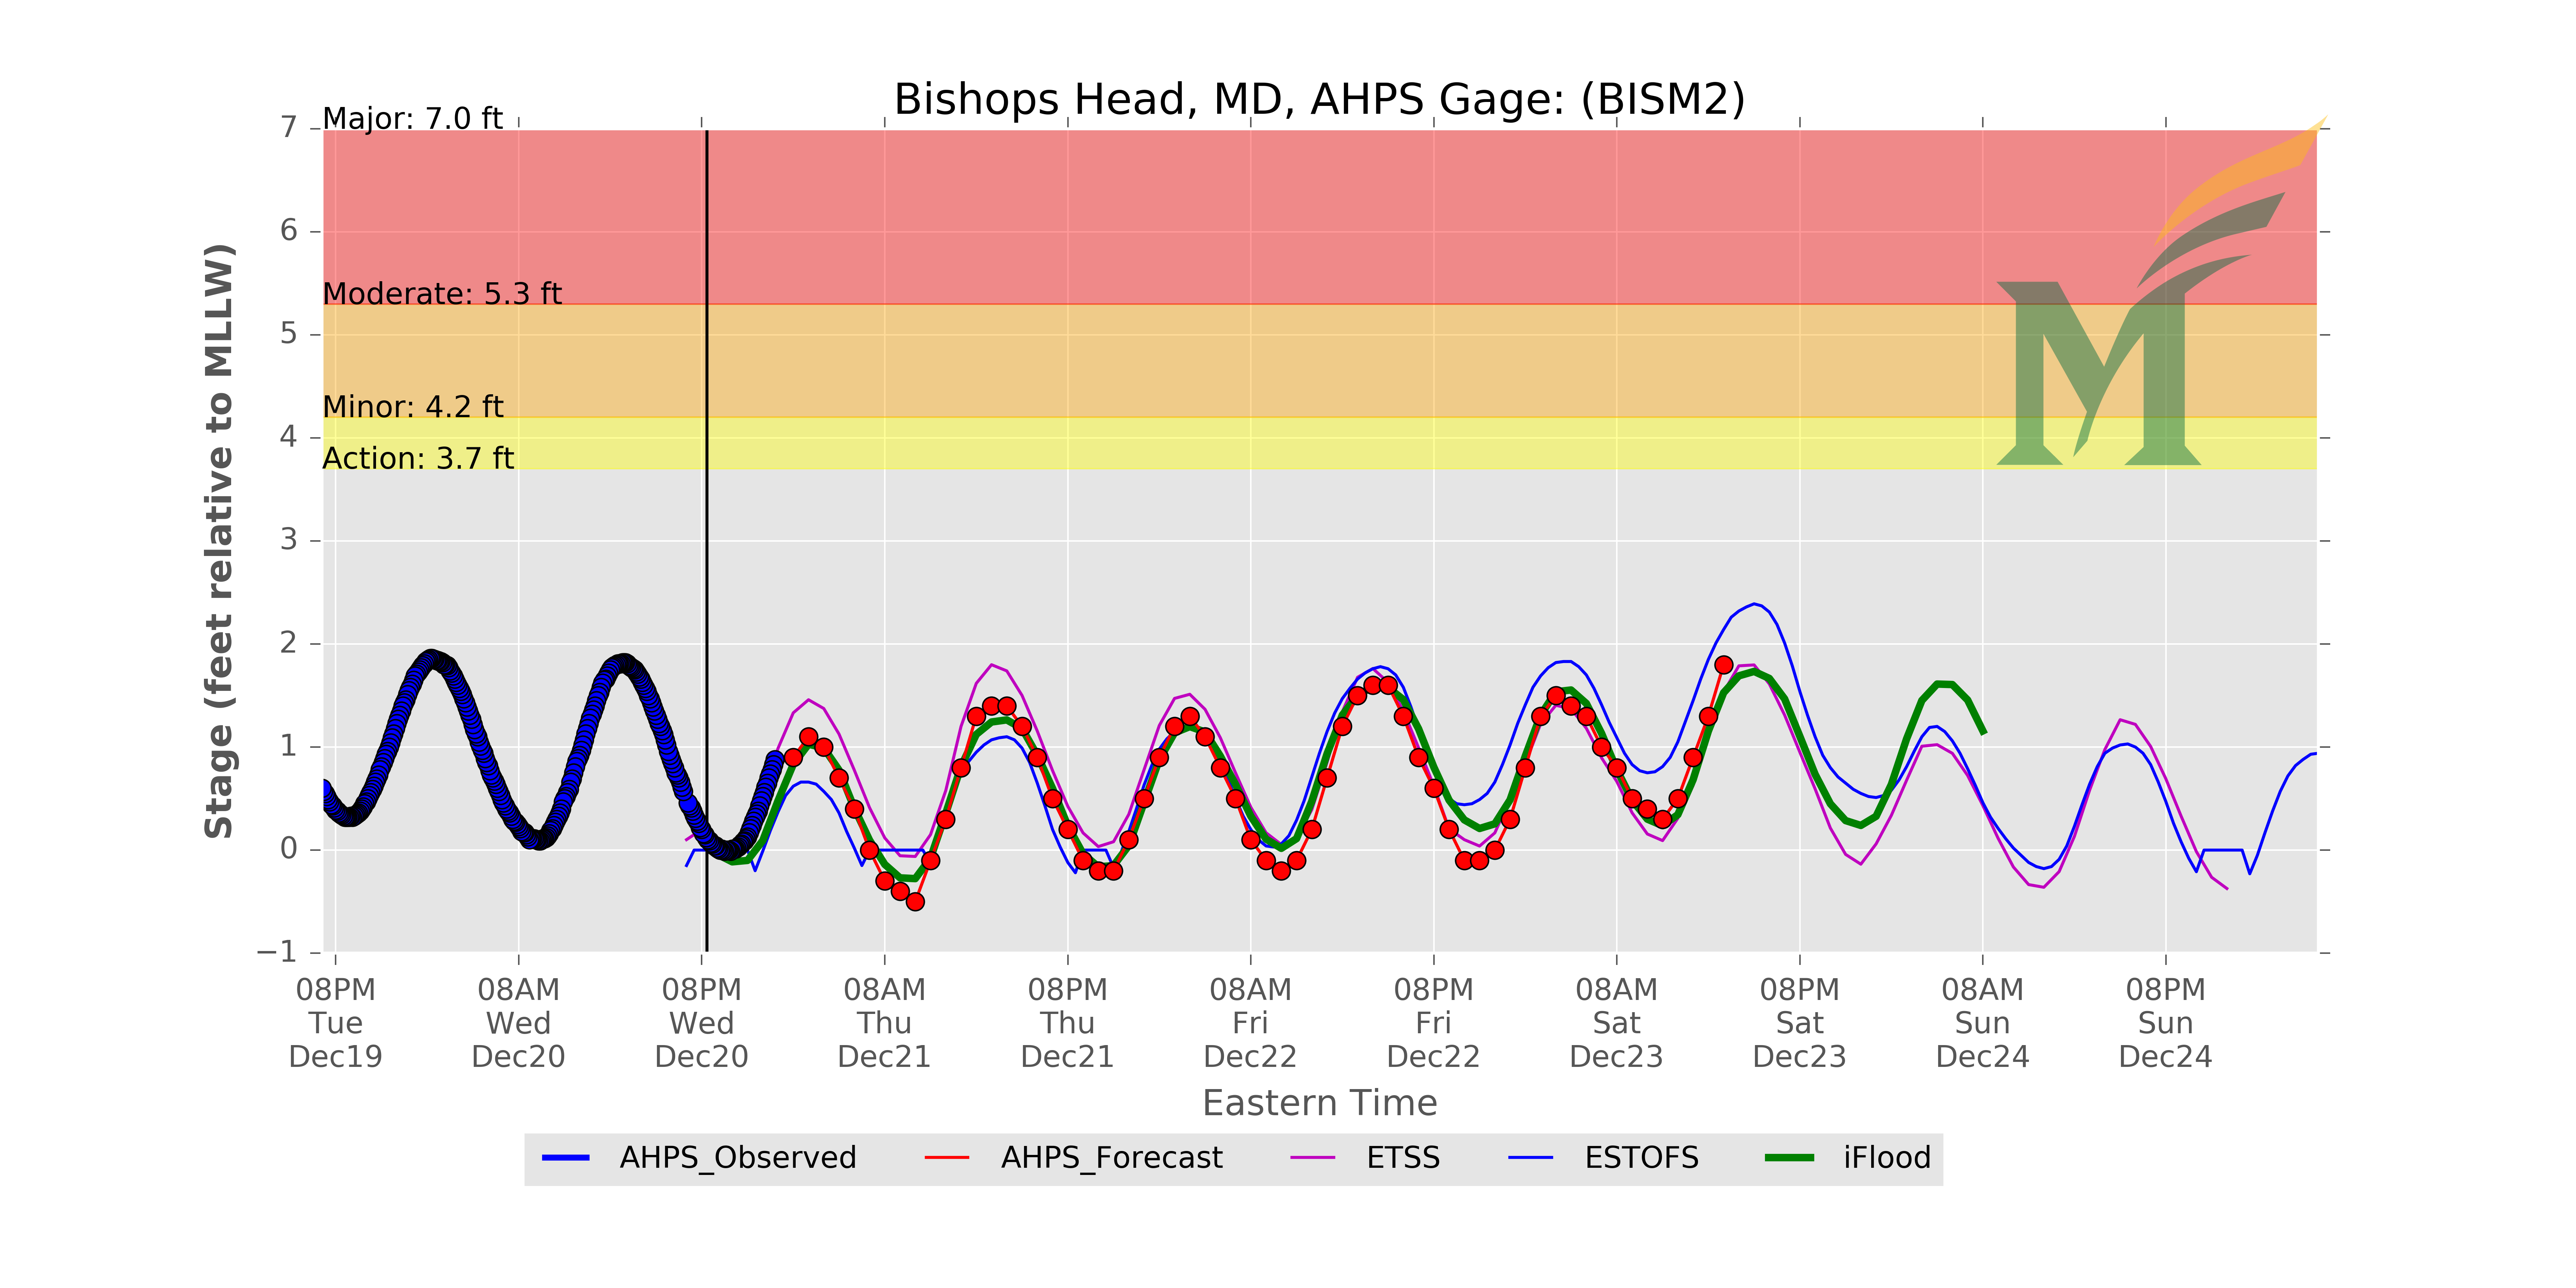 Bishops Head, MD, AHPS Gage: (BISM2)
Major: 7.0 ft
Moderate: 5.3 ft
Minor: 4.2 ft
Action: 3.7 ft
Stage (feet relative to MLLW)
7
6
5
4
3
2
1
0
−1
08PM Tue Dec19
08AM Wed Dec20
08PM Wed Dec20
08AM Thu Dec21
08PM Thu Dec21
08AM Fri Dec22
08PM Fri Dec22
08AM Sat Dec23
08PM Sat Dec23
08AM Sun Dec24
08PM Sun Dec24
Eastern Time
AHPS_Observed
AHPS_Forecast
ETSS
ESTOFS
iFlood
M